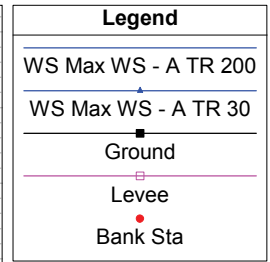 Legend
WS Max WS - A TR 200
WS Max WS - A TR 30
Ground
Levee
Bank Sta